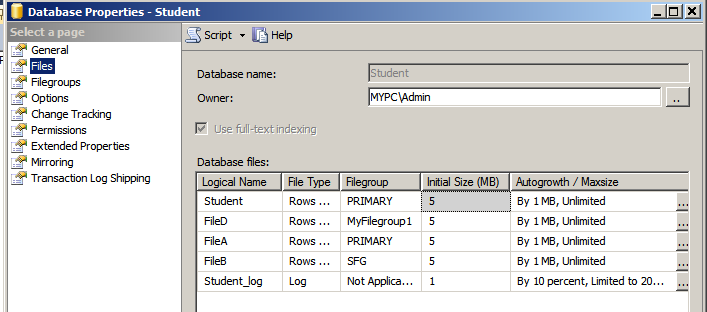 Database Properties - Student
Select a page
General
Files
Filegroups
Options
Change Tracking
Permissions
Extended Properties
Mirroring
Transaction Log Shipping
Script Help
Database name: Student
Owner: MYPC\Admin ..
Use full-text indexing
Database files:
Logical Name File Type Filegroup Initial Size (MB) Autogrowth / Maxsize
Student Rows ... PRIMARY 5 By 1 MB, Unlimited ...
FileD Rows ... MyFilegroup1 5 By 1 MB, Unlimited ...
FileA Rows ... PRIMARY 5 By 1 MB, Unlimited ...
FileB Rows ... SFG 5 By 1 MB, Unlimited ...
Student_log Log Not Applica... 1 By 10 percent, Limited to 20... ...